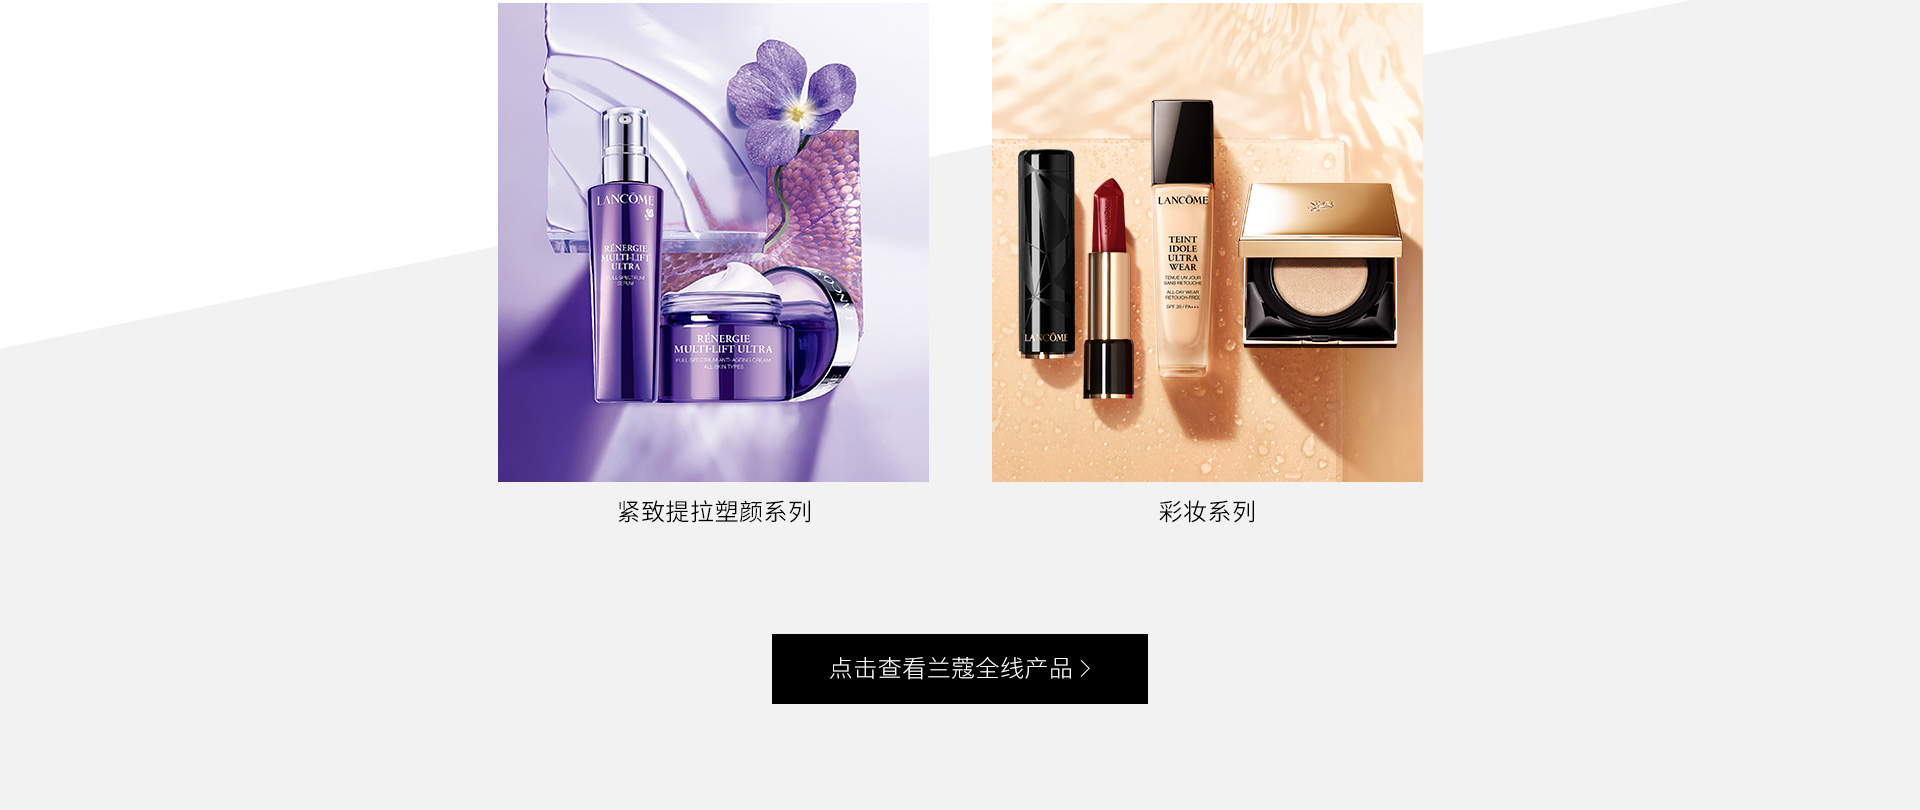 LANCÔME
RÉNERGIE
MULTI-LIFT
ULTRA
FULL SPECTRUM
SERUM
RÉNERGIE
MULTI-LIFT ULTRA
FULL SPECTRUM ANTI-AGEING CREAM
ALL SKIN TYPES
紧致提拉塑颜系列
LANCÔME
LANCÔME
TEINT
IDOLE
ULTRA
WEAR
TENUE UN JOUR
SANS RETOUCHE
ALL DAY WEAR
RETOUCH-FREE
SPF 38 / PA+++
彩妆系列
点击查看兰蔻全线产品 >